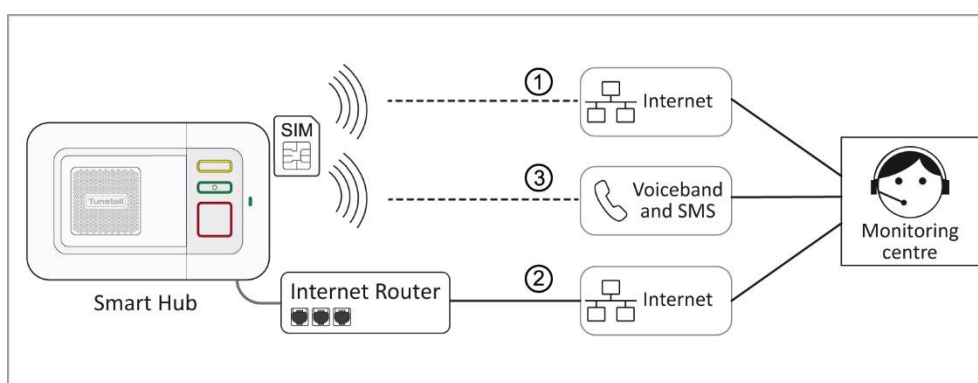 ①
Internet
SIM
③
Voiceband
and SMS
Tunstall
Monitoring
centre
②
Internet
Internet Router
Smart Hub